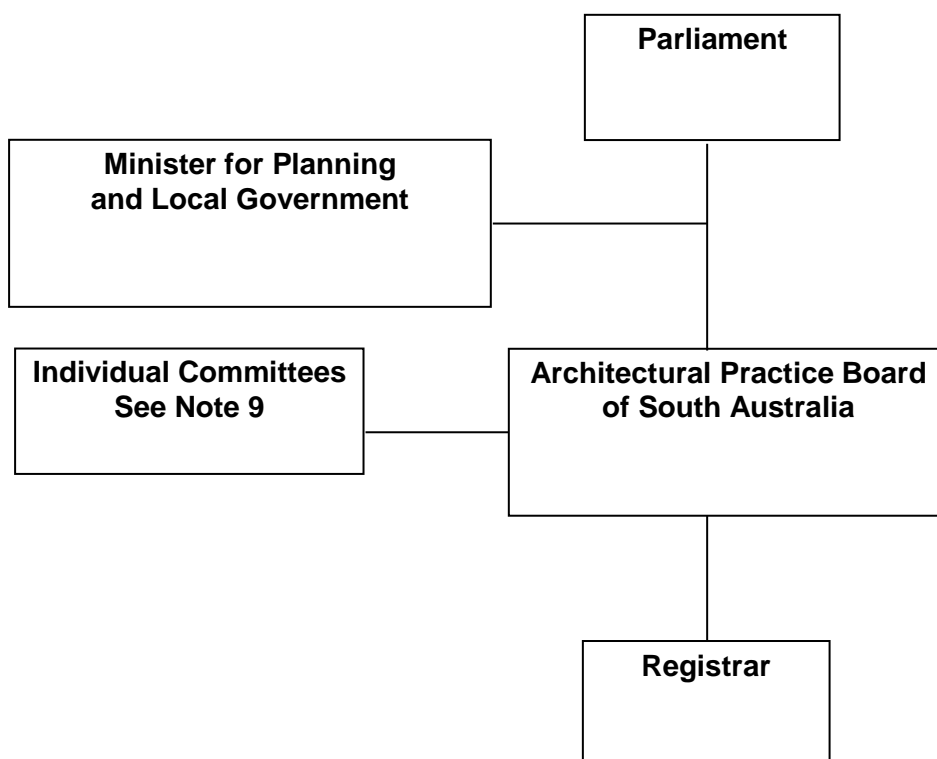 Parliament
Minister for Planning
and Local Government
Individual Committees
See Note 9
Architectural Practice Board
of South Australia
Registrar